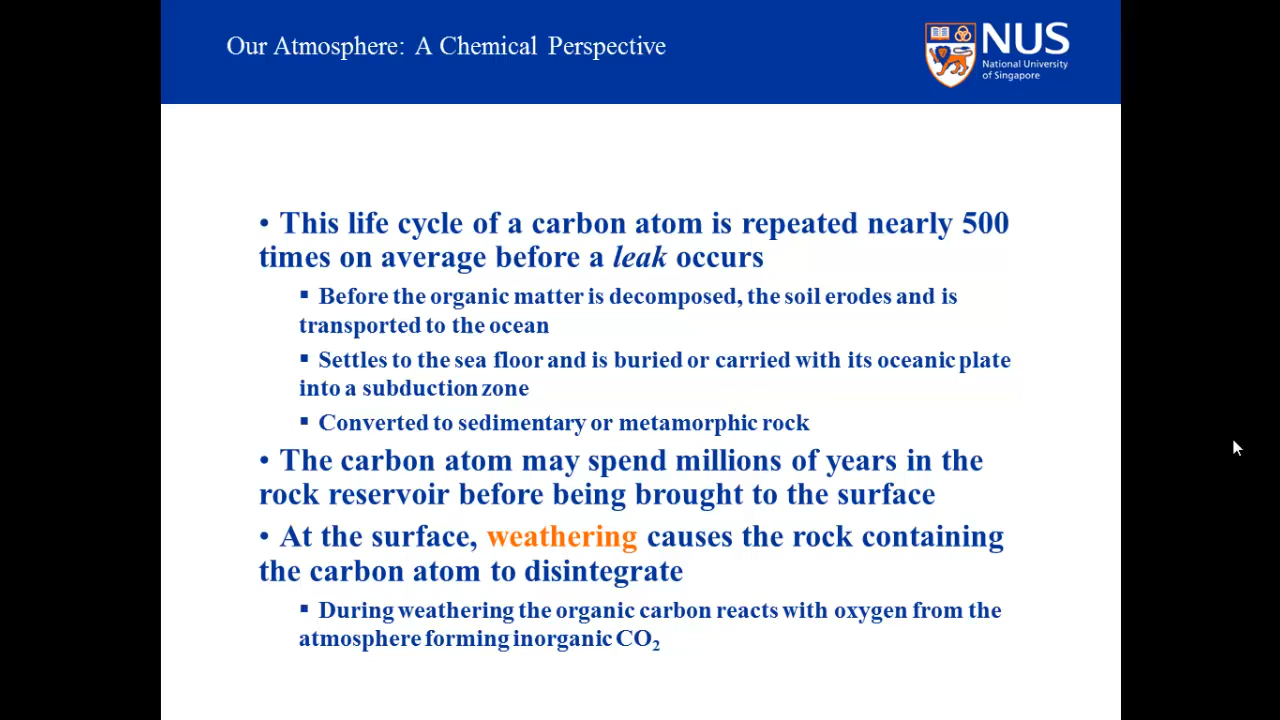 Our Atmosphere: A Chemical Perspective
NUS
National University
of Singapore
• This life cycle of a carbon atom is repeated nearly 500
times on average before a leak occurs
▪ Before the organic matter is decomposed, the soil erodes and is
transported to the ocean
▪ Settles to the sea floor and is buried or carried with its oceanic plate
into a subduction zone
▪ Converted to sedimentary or metamorphic rock
• The carbon atom may spend millions of years in the
rock reservoir before being brought to the surface
• At the surface, weathering causes the rock containing
the carbon atom to disintegrate
▪ During weathering the organic carbon reacts with oxygen from the
atmosphere forming inorganic CO₂